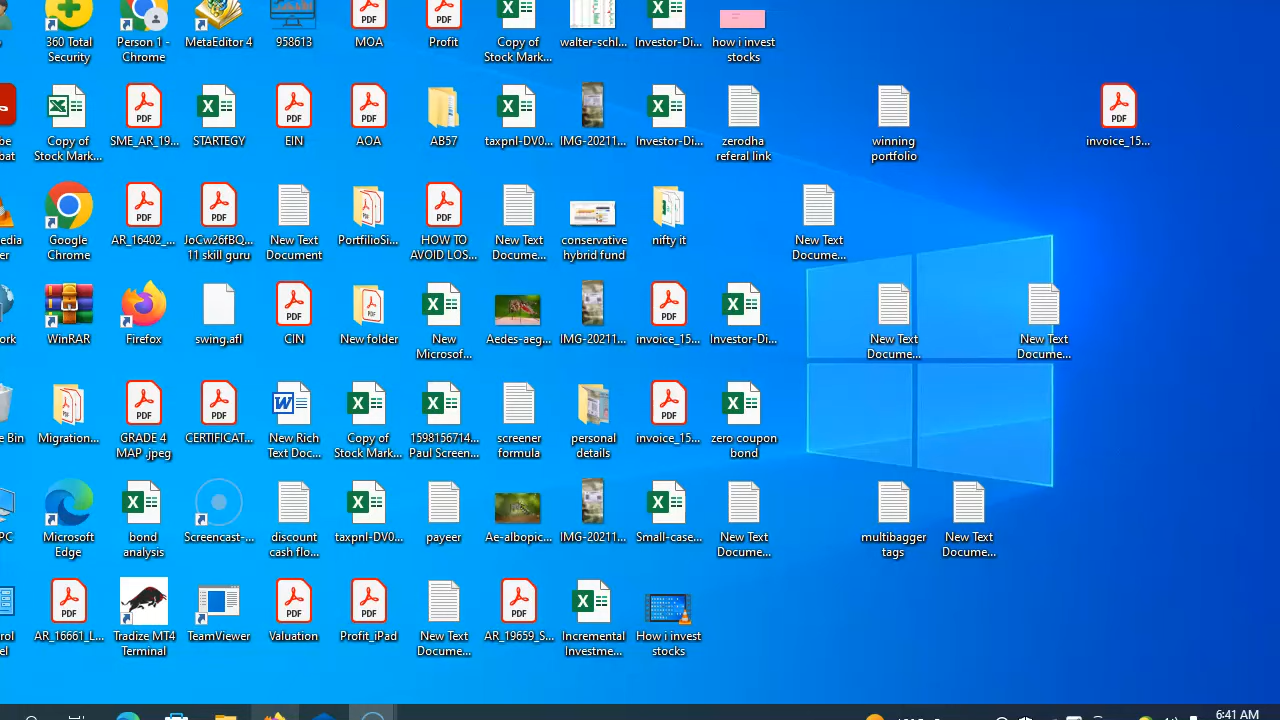 360 Total
Security
Person 1 -
Chrome
MetaEditor 4
958613
MOA
Profit
Copy of
Stock Mark...
walter-schl...
Investor-Di...
how i invest
stocks
Copy of
Stock Mark...
SME_AR_19...
STARTEGY
EIN
AOA
AB57
taxpnl-DV0...
IMG-20211...
Investor-Di...
zerodha
referal link
winning
portfolio
invoice_15...
Google
Chrome
AR_16402_...
JoCw26fBQ...
11 skill guru
New Text
Document
PortfilioSi...
HOW TO
AVOID LOS...
New Text
Docume...
conservative
hybrid fund
nifty it
New Text
Docume...
WinRAR
Firefox
swing.afl
CIN
New folder
New
Microsof...
Aedes-aeg...
IMG-20211...
invoice_15...
Investor-Di...
New Text
Docume...
New Text
Docume...
e Bin
Migration...
GRADE 4
MAP .jpeg
CERTIFICAT...
New Rich
Text Doc...
Copy of
Stock Mark...
1598156714...
Paul Screen...
screener
formula
personal
details
invoice_15...
zero coupon
bond
PC
Microsoft
Edge
bond
analysis
Screencast-...
discount
cash flo...
taxpnl-DV0...
payeer
Ae-albopic...
IMG-20211...
Small-case...
New Text
Docume...
multibagger
tags
New Text
Docume...
AR_16661_L...
Tradize MT4
Terminal
TeamViewer
Valuation
Profit_iPad
New Text
Docume...
AR_19659_S...
Incremental
Investme...
How i invest
stocks
6:41 AM